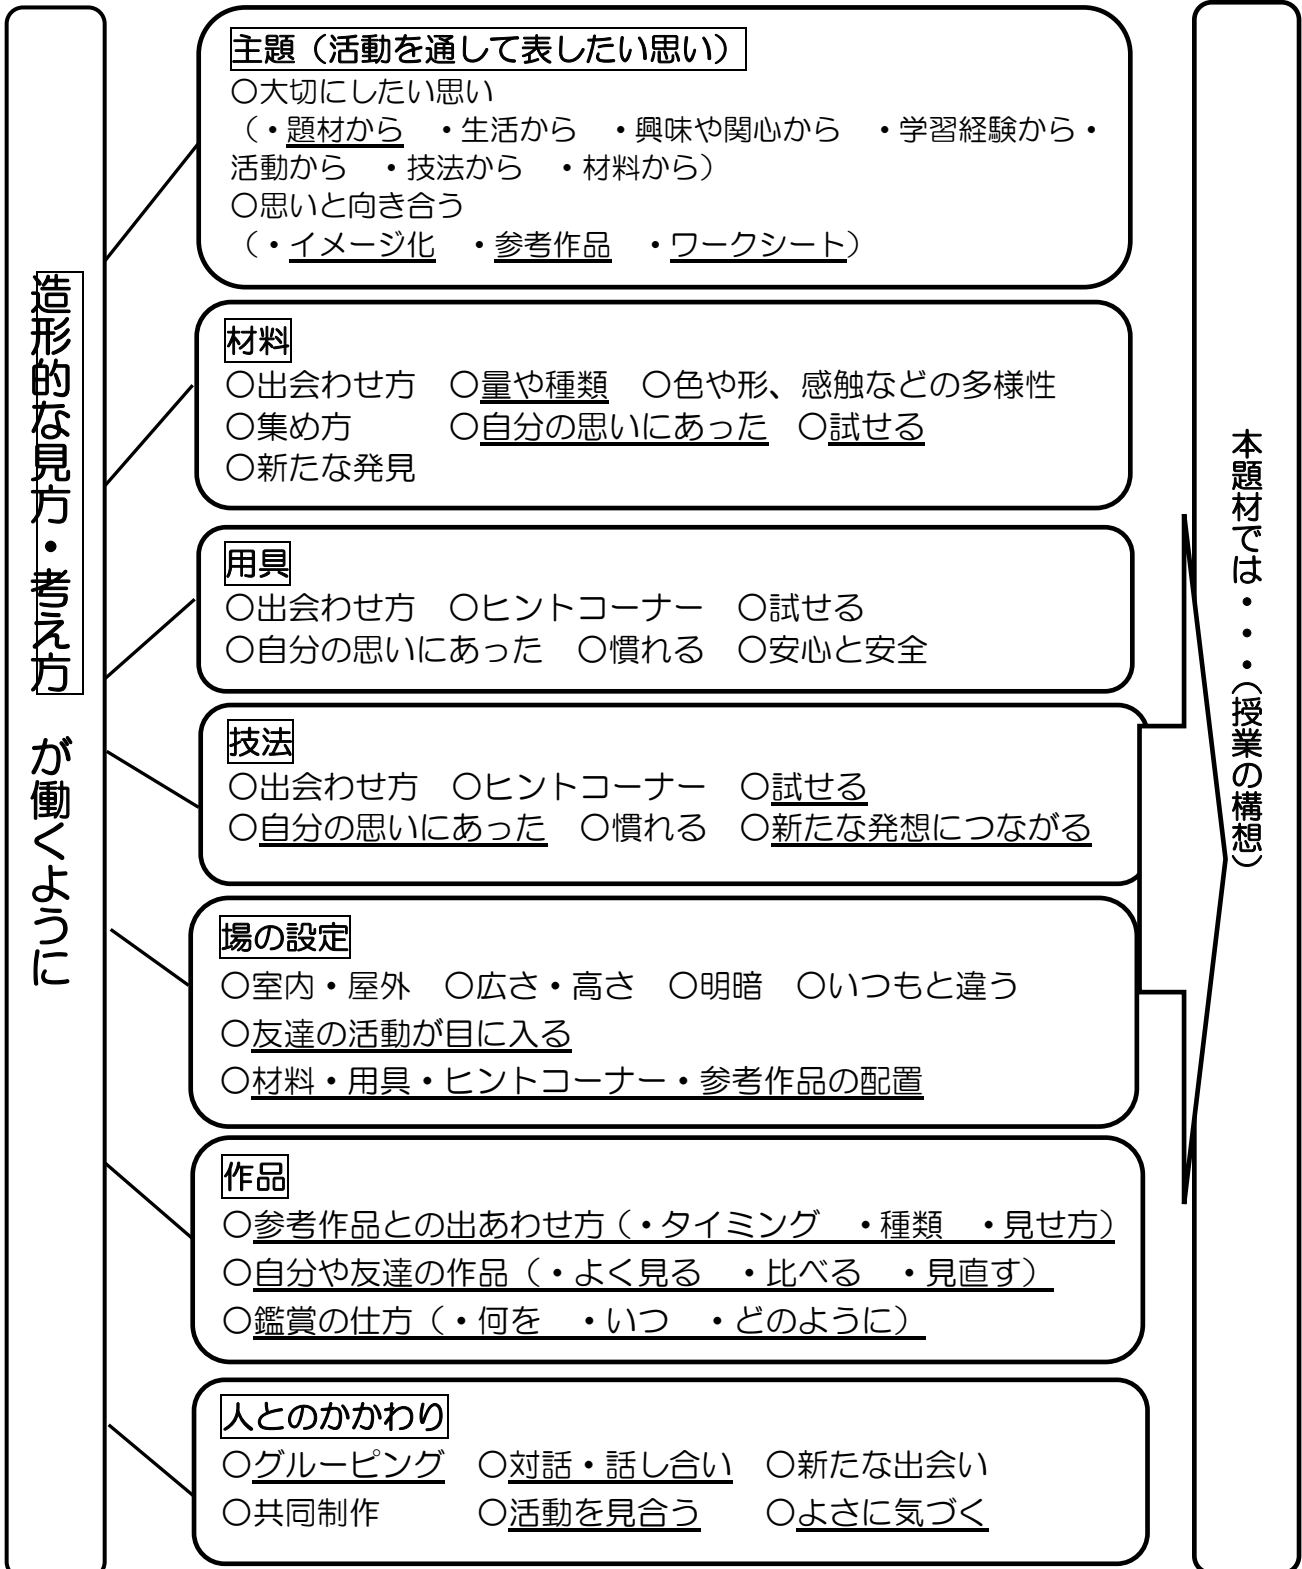 造形的な見方・考え方　が働くように
主題（活動を通して表したい思い）
○大切にしたい思い
（・題材から　・生活から　・興味や関心から　・学習経験から・
活動から　・技法から　・材料から）
○思いと向き合う
（・イメージ化　・参考作品　・ワークシート）
材料
○出会わせ方　○量や種類　○色や形、感触などの多様性
○集め方　　　○自分の思いにあった　○試せる
○新たな発見
用具
○出会わせ方　○ヒントコーナー　○試せる
○自分の思いにあった　○慣れる　○安心と安全
技法
○出会わせ方　○ヒントコーナー　○試せる
○自分の思いにあった　○慣れる　○新たな発想につながる
場の設定
○室内・屋外　○広さ・高さ　○明暗　○いつもと違う
○友達の活動が目に入る
○材料・用具・ヒントコーナー・参考作品の配置
作品
○参考作品との出あわせ方（・タイミング　・種類　・見せ方）
○自分や友達の作品（・よく見る　・比べる　・見直す）
○鑑賞の仕方（・何を　・いつ　・どのように）
人とのかかわり
○グルーピング　○対話・話し合い　○新たな出会い
○共同制作　　　○活動を見合う　　○よさに気づく
本題材では・・・（授業の構想）